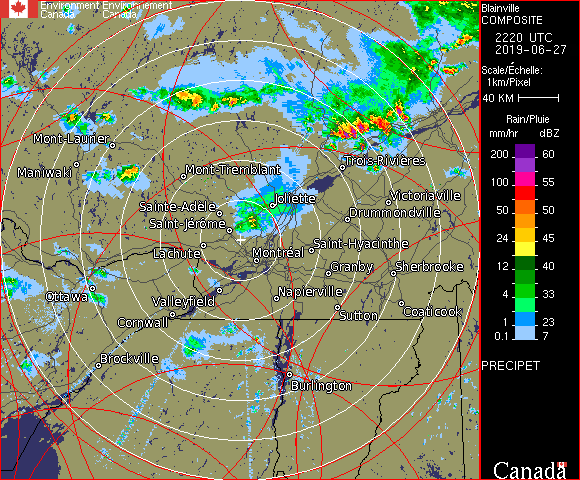 Environment Environnement
Canada Canada
Blainville
COMPOSITE
2220 UTC
2019-06-27
Scale/Échelle:
1km/Pixel
40 KM
Rain/Pluie
mm/hr dBZ
200 60
100 55
50 50
24 45
12 40
4 33
1 23
0.1 7
PRECIPET
Canada
Mont-Laurier
Maniwaki
Mont-Tremblant
Trois-Rivières
Joliette
Victoriaville
Sainte-Adèle
Drummondville
Saint-Jérôme
Saint-Hyacinthe
Lachute
Montréal
Granby
Sherbrooke
Ottawa
Valleyfield
Napierville
Coaticook
Cornwall
Sutton
Brockville
Burlington